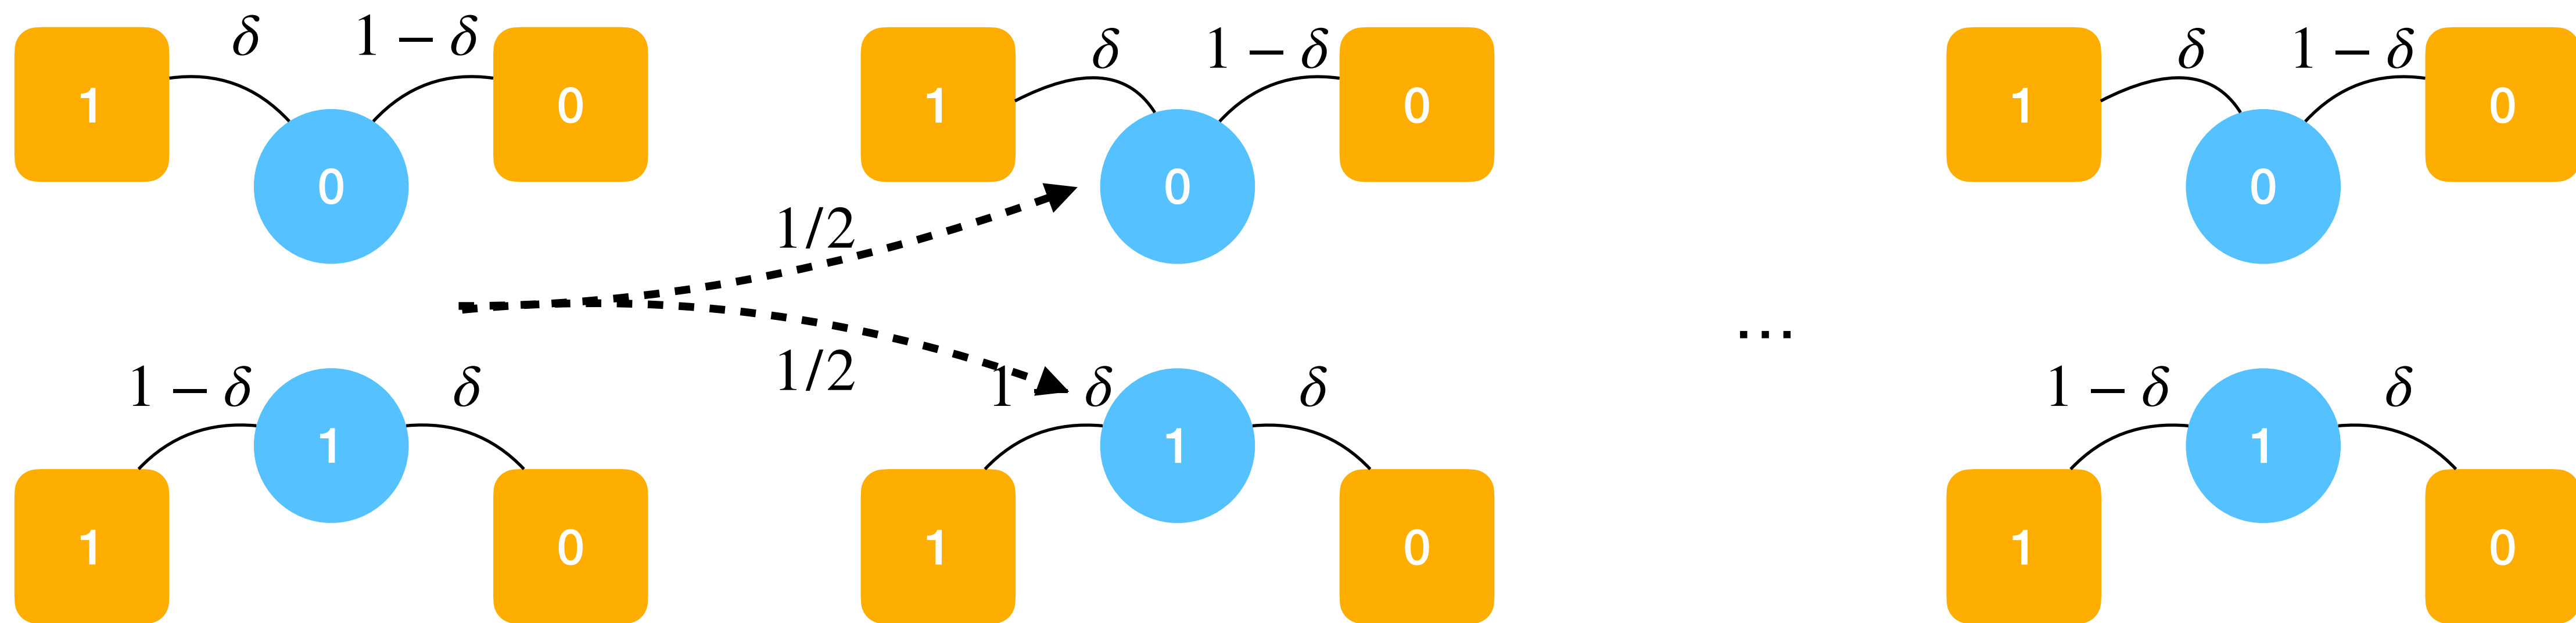 δ 1 − δ δ 1 − δ δ 1 − δ
1 0 1 0 1 0
0 0 0
1/2
...
1/2
1 − δ δ 1 − δ δ 1 − δ δ
1 1 1
1 0 1 0 1 0